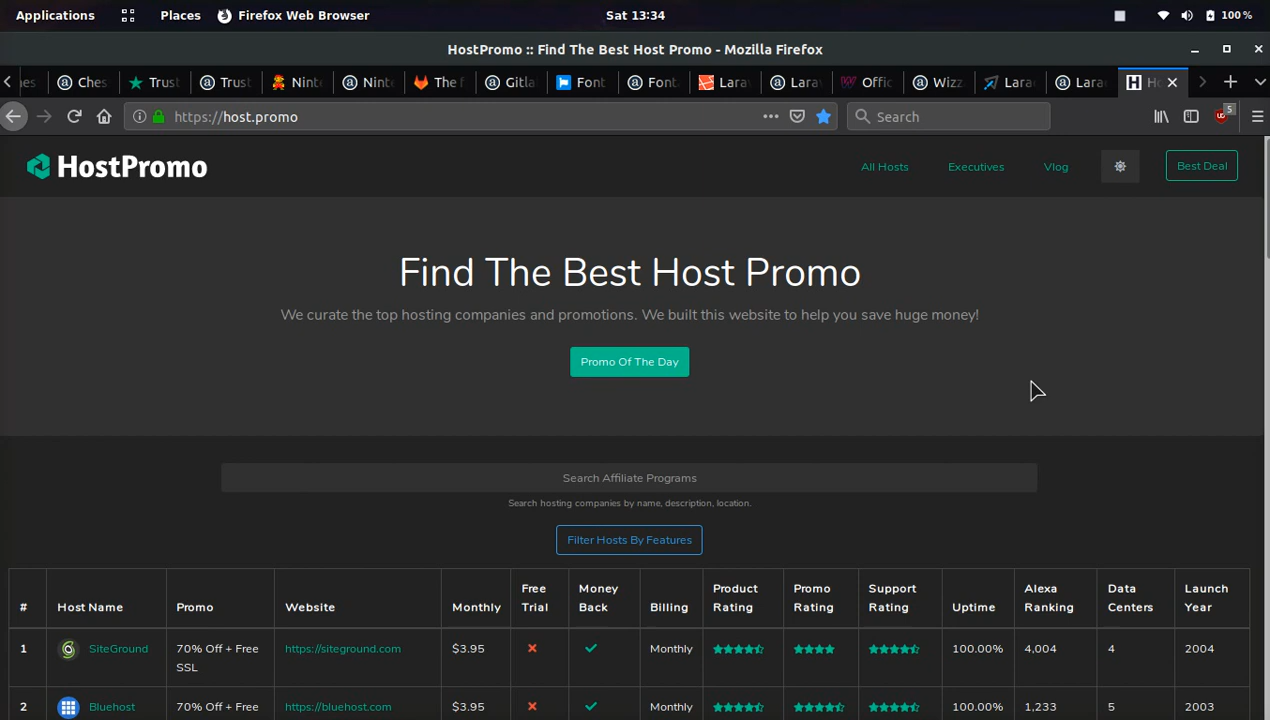 Applications Places Firefox Web Browser Sat 13:34 100%
HostPromo :: Find The Best Host Promo - Mozilla Firefox
Ches Trust Trust Ninte Ninte The f Gitla Font Font Larav Larav Offic Wizz Lara Lara
https://host.promo Search 5
HostPromo All Hosts Executives Vlog Best Deal
Find The Best Host Promo
We curate the top hosting companies and promotions. We built this website to help you save huge money!
Promo Of The Day
Search Affiliate Programs
Search hosting companies by name, description, location.
Filter Hosts By Features
# Host Name Promo Website Monthly Free Trial Money Back Billing Product Rating Promo Rating Support Rating Uptime Alexa Ranking Data Centers Launch Year
1 SiteGround 70% Off + Free SSL https://siteground.com $3.95 Monthly 100.00% 4,004 4 2004
2 Bluehost 70% Off + Free https://bluehost.com $3.95 Monthly 100.00% 1,233 5 2003